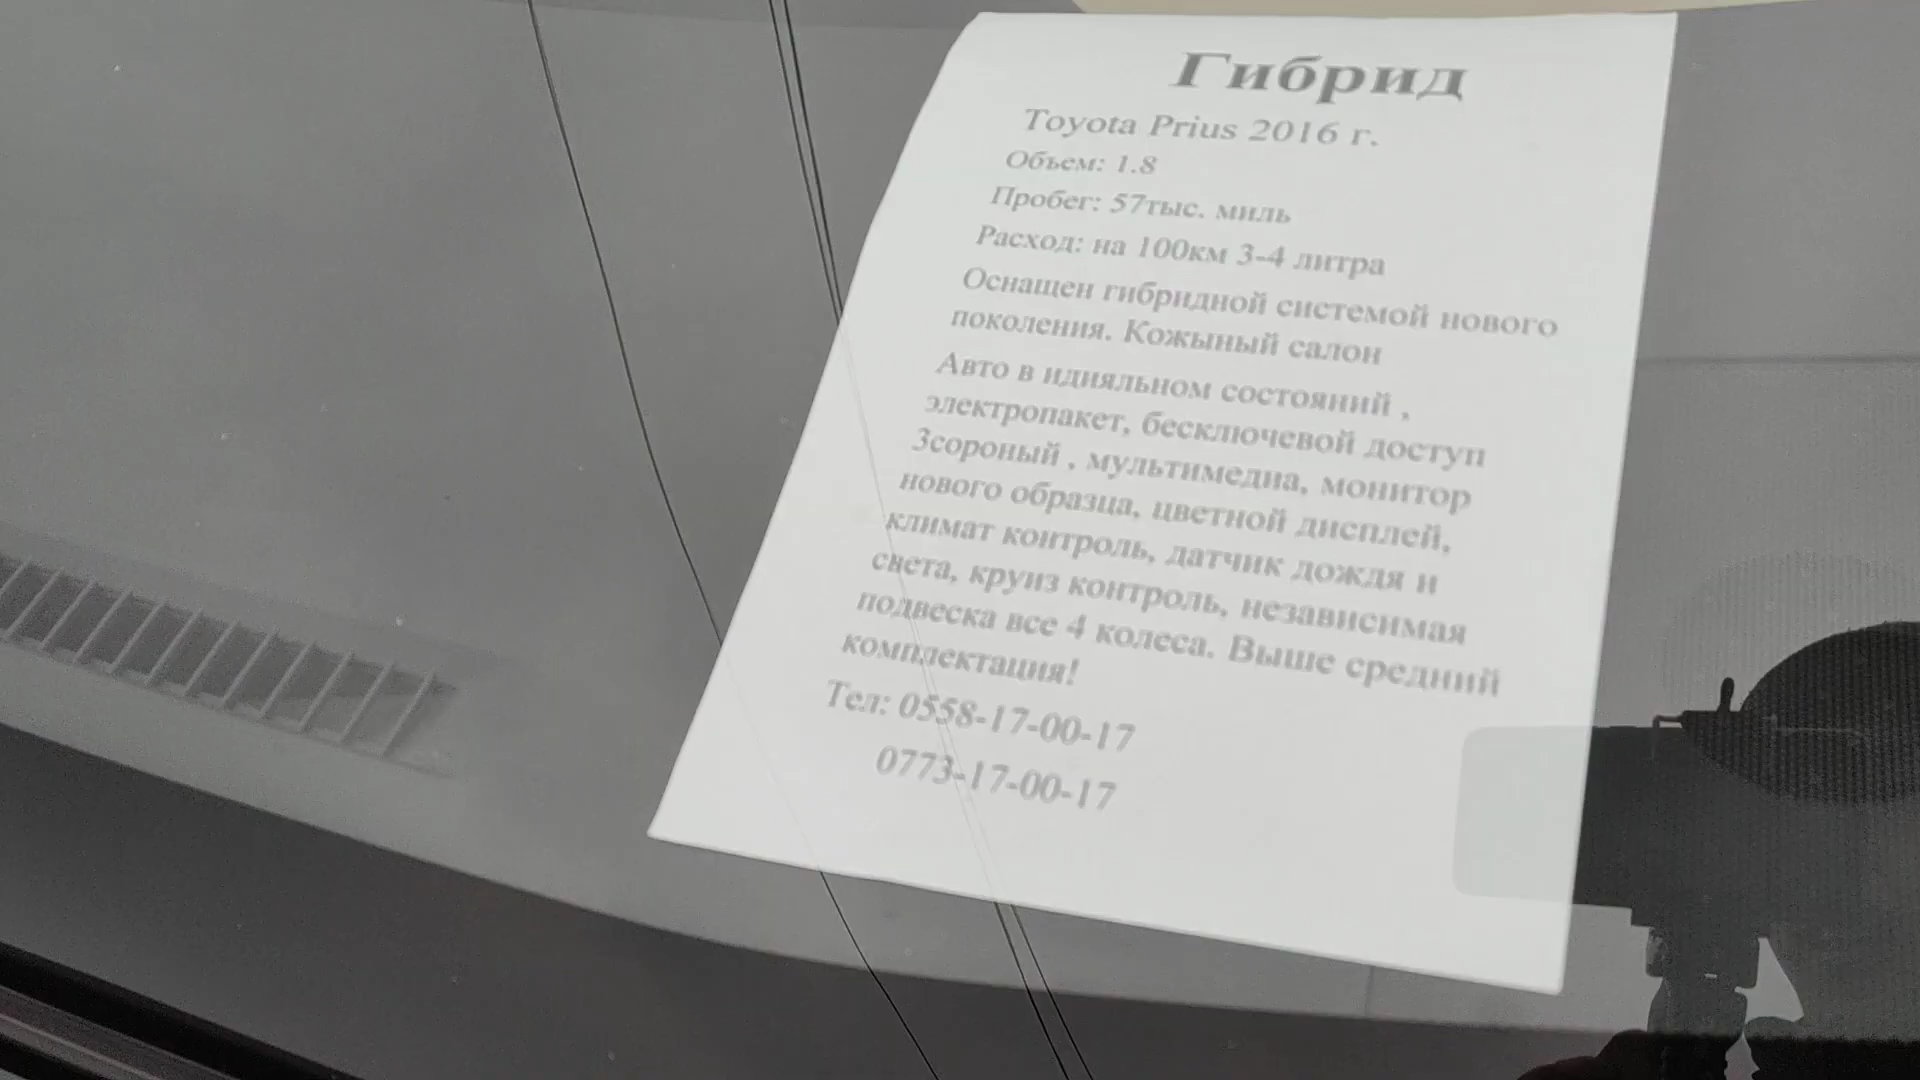 Гибрид
Toyota Prius 2016 г.
Объем: 1.8
Пробег: 57тыс. миль
Расход: на 100км 3-4 литра
Оснащен гибридной системой нового
поколения. Кожыный салон
Авто в идияльном состояний ,
электропакет, бесключевой доступ
3сороный , мультимедиа, монитор
нового образца, цветной дисплей,
климат контроль, датчик дождя и
света, круиз контроль, независимая
подвеска все 4 колеса. Выше средний
комплектация!
Тел: 0558-17-00-17
0773-17-00-17